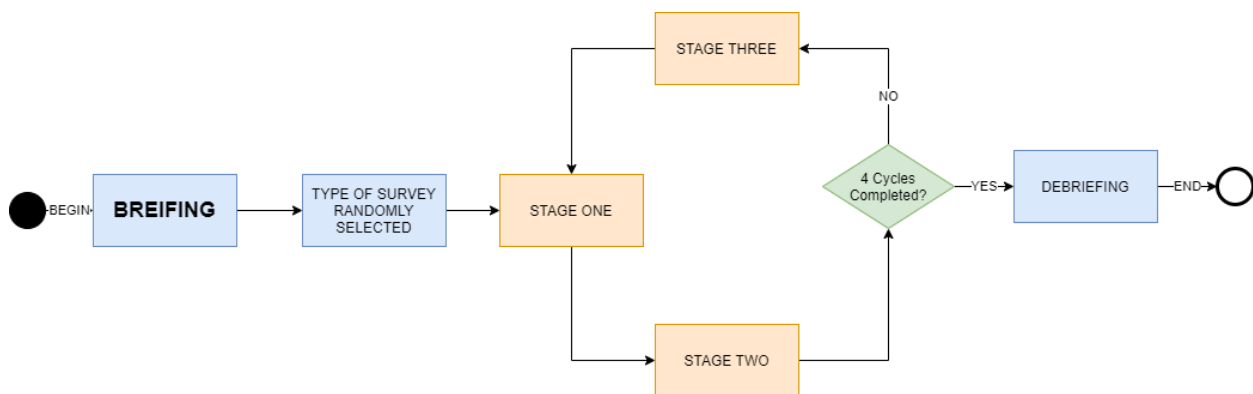 BEGIN
BREIFING
TYPE OF SURVEY
RANDOMLY
SELECTED
STAGE ONE
STAGE TWO
STAGE THREE
NO
4 Cycles
Completed?
YES
DEBRIEFING
END